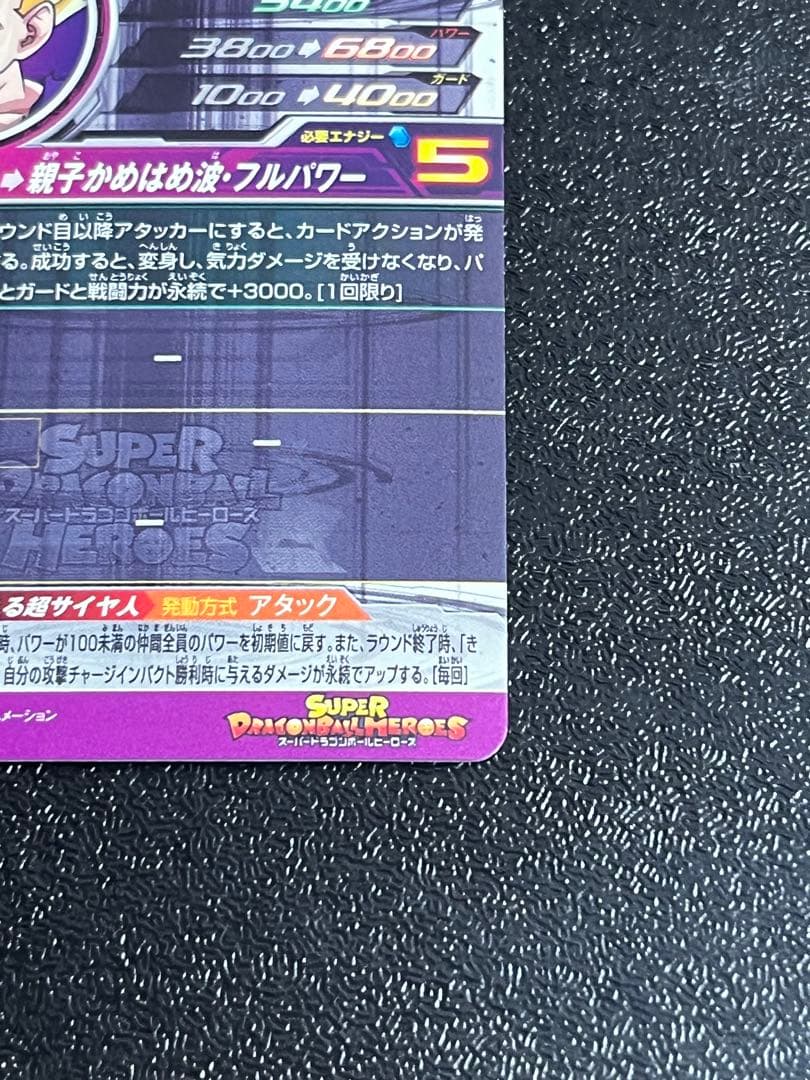 5400
パワー
3800➡6800
ガード
1000➡4000
必要エナジー
5
➡親子かめはめ波・フルパワー
ウンド目以降アタッカーにすると、カードアクションが発
る。成功すると、変身し、気力ダメージを受けなくなり、パ
とガードと戦闘力が永続で+3000。[1回限り]
ー
ー
ー
SUPER
DRAGONBALL
スーパードラゴンボールヒーローズ
HEROES
る超サイヤ人 発動方式 アタック
時、パワーが100未満の仲間全員のパワーを初期値に戻す。また、ラウンド終了時、「き
自分の攻撃チャージインパクト勝利時に与えるダメージが永続でアップする。[毎回]
メーション
SUPER
DRAGONBALL HEROES
スーパードラゴンボールヒーローズ